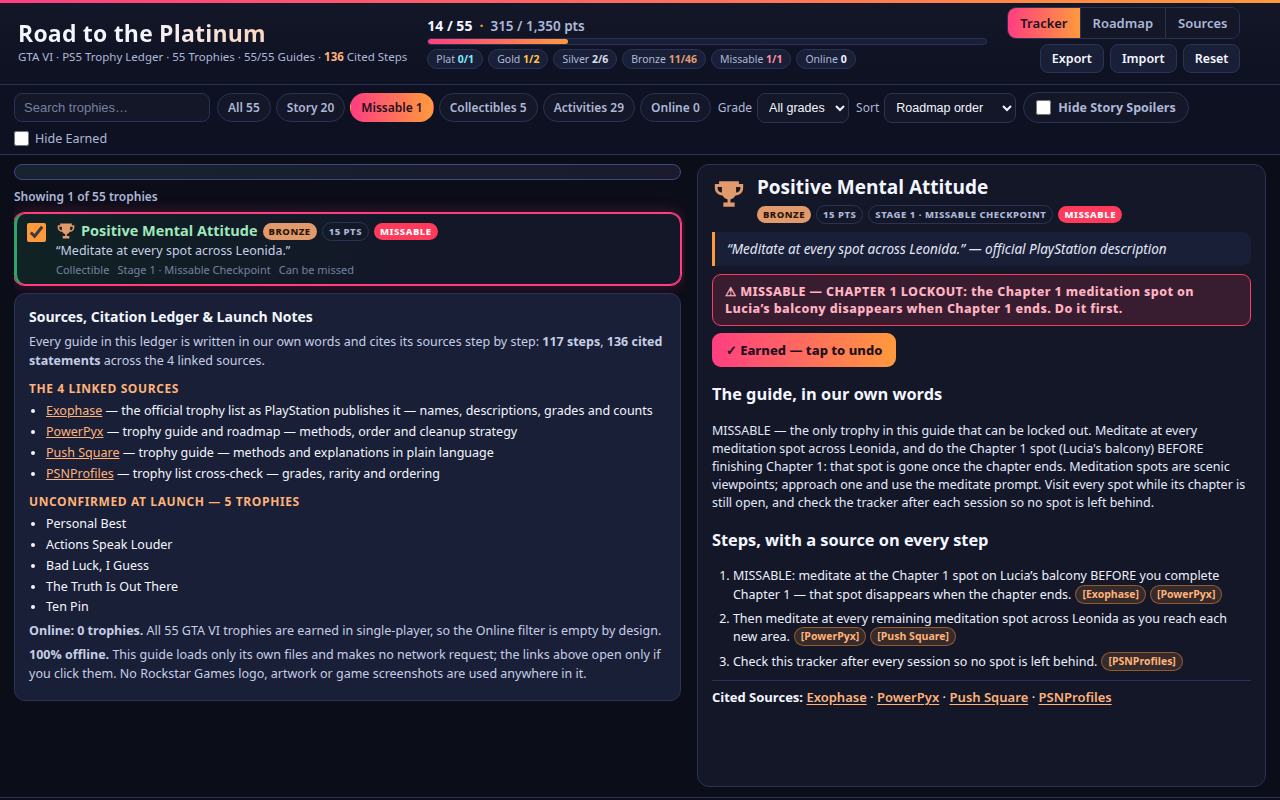 Road to the Platinum
GTA VI · PS5 Trophy Ledger · 55 Trophies · 55/55 Guides · 136 Cited Steps
14 / 55 · 315 / 1,350 pts
Plat 0/1
Gold 1/2
Silver 2/6
Bronze 11/46
Missable 1/1
Online 0
Tracker
Roadmap
Sources
Export
Import
Reset
Search trophies…
All 55
Story 20
Missable 1
Collectibles 5
Activities 29
Online 0
Grade
All grades
Sort
Roadmap order
Hide Story Spoilers
Hide Earned
Showing 1 of 55 trophies
Positive Mental Attitude BRONZE 15 PTS MISSABLE
“Meditate at every spot across Leonida.”
Collectible Stage 1 · Missable Checkpoint Can be missed
Sources, Citation Ledger & Launch Notes
Every guide in this ledger is written in our own words and cites its sources step by step: 117 steps, 136 cited
statements across the 4 linked sources.
THE 4 LINKED SOURCES
• Exophase — the official trophy list as PlayStation publishes it — names, descriptions, grades and counts
• PowerPyx — trophy guide and roadmap — methods, order and cleanup strategy
• Push Square — trophy guide — methods and explanations in plain language
• PSNProfiles — trophy list cross-check — grades, rarity and ordering
UNCONFIRMED AT LAUNCH — 5 TROPHIES
• Personal Best
• Actions Speak Louder
• Bad Luck, I Guess
• The Truth Is Out There
• Ten Pin
Online: 0 trophies. All 55 GTA VI trophies are earned in single-player, so the Online filter is empty by design.
100% offline. This guide loads only its own files and makes no network request; the links above open only if
you click them. No Rockstar Games logo, artwork or game screenshots are used anywhere in it.
Positive Mental Attitude
BRONZE 15 PTS STAGE 1 · MISSABLE CHECKPOINT MISSABLE
“Meditate at every spot across Leonida.” — official PlayStation description
⚠ MISSABLE — CHAPTER 1 LOCKOUT: the Chapter 1 meditation spot on
Lucia’s balcony disappears when Chapter 1 ends. Do it first.
✓ Earned — tap to undo
The guide, in our own words
MISSABLE — the only trophy in this guide that can be locked out. Meditate at every
meditation spot across Leonida, and do the Chapter 1 spot (Lucia's balcony) BEFORE
finishing Chapter 1: that spot is gone once the chapter ends. Meditation spots are scenic
viewpoints; approach one and use the meditate prompt. Visit every spot while its chapter is
still open, and check the tracker after each session so no spot is left behind.
Steps, with a source on every step
1. MISSABLE: meditate at the Chapter 1 spot on Lucia’s balcony BEFORE you complete
Chapter 1 — that spot disappears when the chapter ends. [Exophase] [PowerPyx]
2. Then meditate at every remaining meditation spot across Leonida as you reach each
new area. [PowerPyx] [Push Square]
3. Check this tracker after every session so no spot is left behind. [PSNProfiles]
Cited Sources: Exophase · PowerPyx · Push Square · PSNProfiles